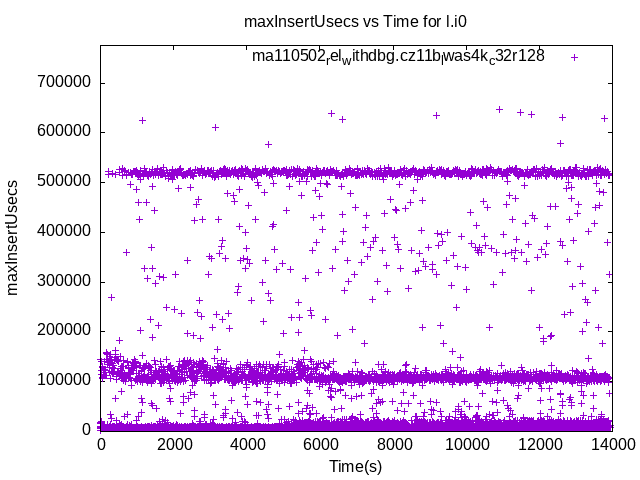 maxInsertUsecs vs Time for l.i0
ma110502_rel_withdbg.cz11b_lwas4k_c32r128
700000
600000
500000
400000
300000
200000
100000
0
maxInsertUsecs
0 2000 4000 6000 8000 10000 12000 14000
Time(s)